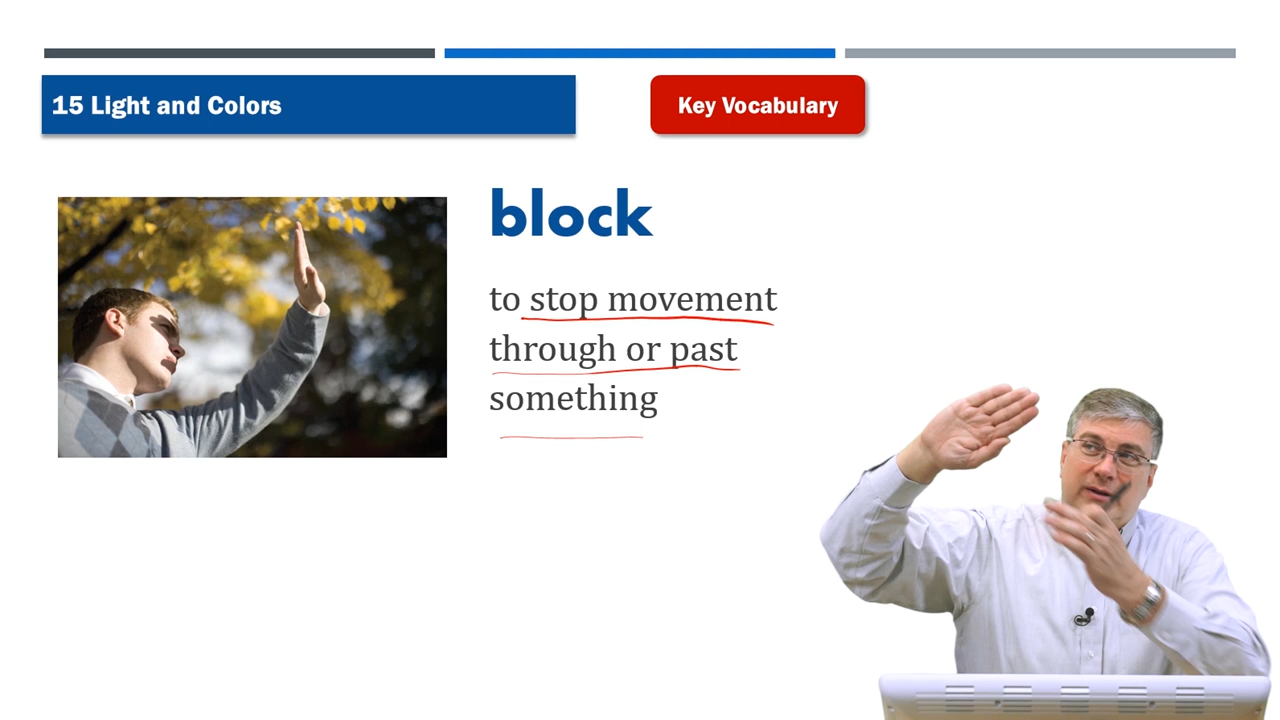 15 Light and Colors
Key Vocabulary
block
to stop movement
through or past
something